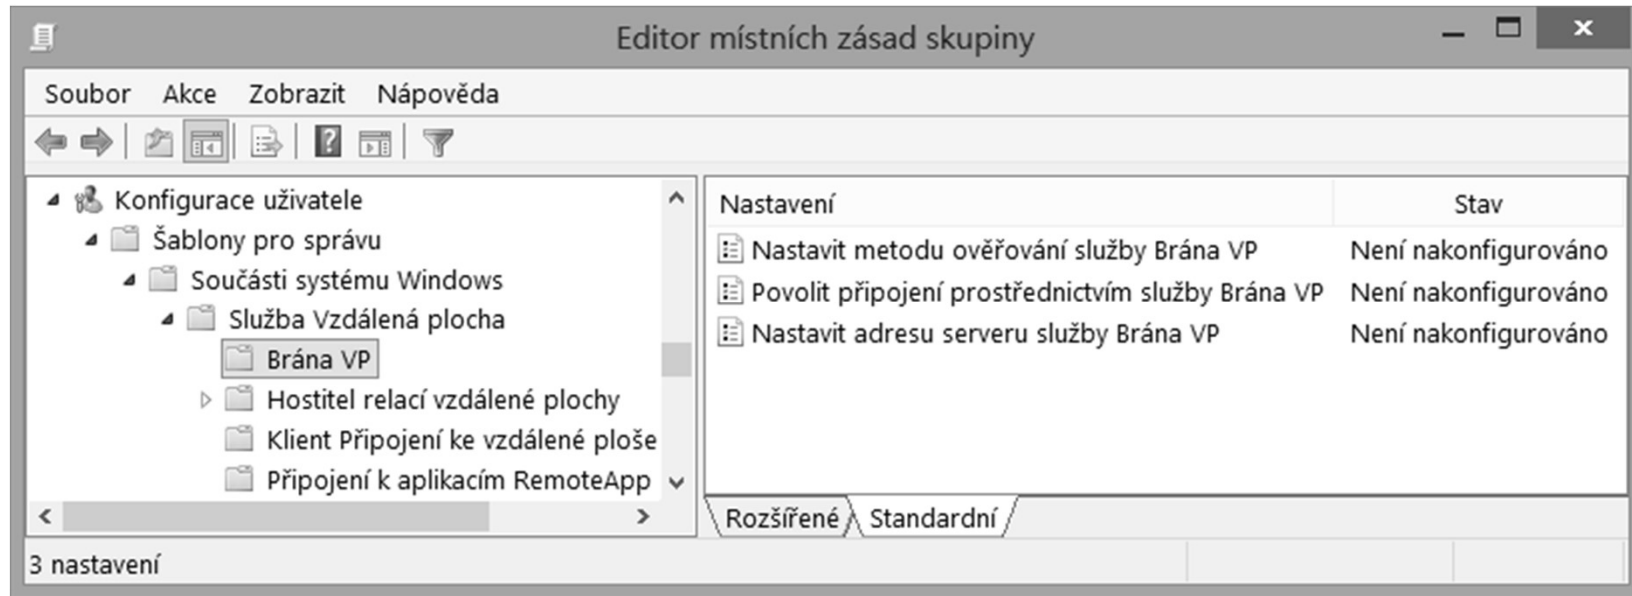 Editor místních zásad skupiny
Soubor Akce Zobrazit Nápověda
Konfigurace uživatele
Šablony pro správu
Součásti systému Windows
Služba Vzdálená plocha
Brána VP
Hostitel relací vzdálené plochy
Klient Připojení ke vzdálené ploše
Připojení k aplikacím RemoteApp
Nastavení Stav
Nastavit metodu ověřování služby Brána VP Není nakonfigurováno
Povolit připojení prostřednictvím služby Brána VP Není nakonfigurováno
Nastavit adresu serveru služby Brána VP Není nakonfigurováno
Rozšířené Standardní
3 nastavení